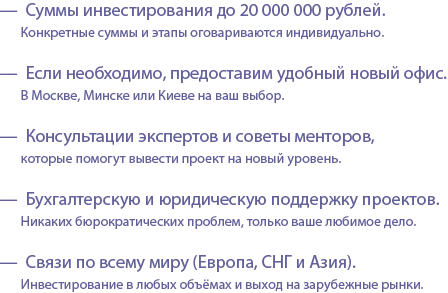 — Суммы инвестирования до 20 000 000 рублей.
Конкретные суммы и этапы оговариваются индивидуально.
— Если необходимо, предоставим удобный новый офис.
В Москве, Минске или Киеве на ваш выбор.
— Консультации экспертов и советы менторов,
которые помогут вывести проект на новый уровень.
— Бухгалтерскую и юридическую поддержку проектов.
Никаких бюрократических проблем, только ваше любимое дело.
— Связи по всему миру (Европа, СНГ и Азия).
Инвестирование в любых объёмах и выход на зарубежные рынки.